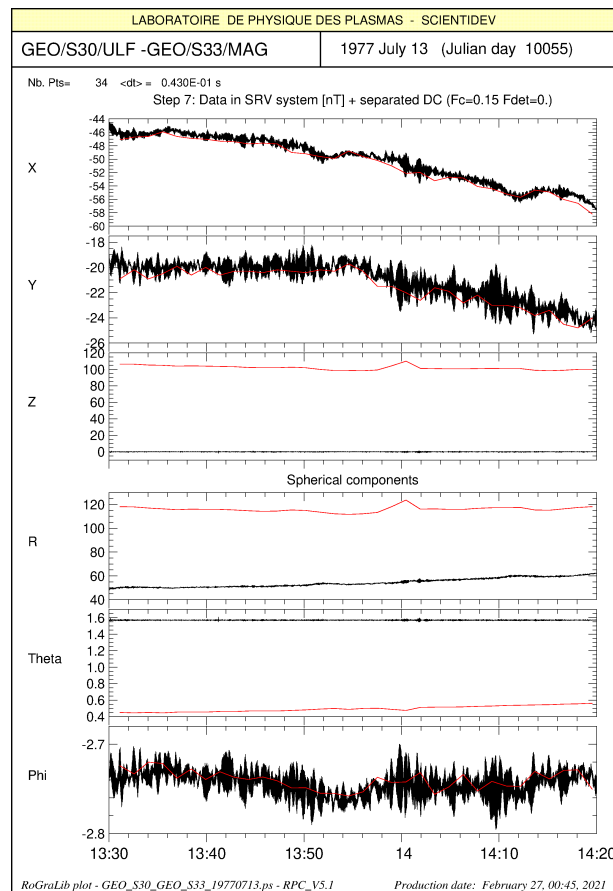 LABORATOIRE DE PHYSIQUE DES PLASMAS - SCIENTIDEV
GEO/S30/ULF -GEO/S33/MAG
1977 July 13 (Julian day 10055)
Nb. Pts= 34 <dt> = 0.430E-01 s
Step 7: Data in SRV system [nT] + separated DC (Fc=0.15 Fdet=0.)
-44
-46
-48
-50
X
-52
-54
-56
-58
-60
-18
-20
Y
-22
-24
-26
120
100
80
Z
60
40
20
0
Spherical components
120
100
R
80
60
40
1.6
1.4
1.2
Theta
1.0
0.8
0.6
0.4
-2.7
Phi
-2.8
13:30 13:40 13:50 14 14:10 14:20
RoGraLib plot - GEO_S30_GEO_S33_19770713.ps - RPC_V5.1
Production date: February 27, 00:45, 2021